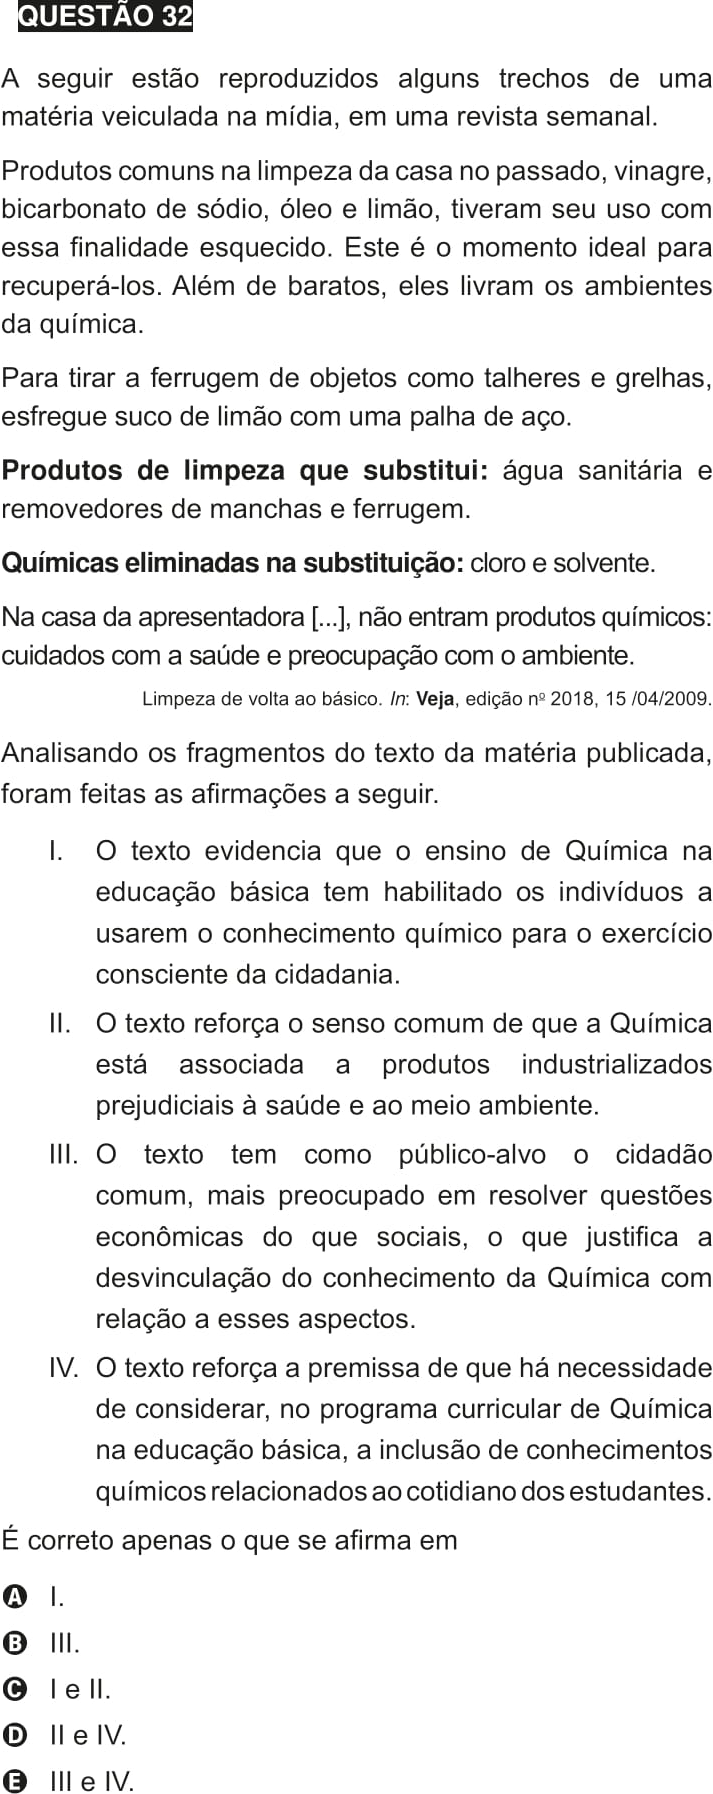 QUESTÃO 32
A seguir estão reproduzidos alguns trechos de uma
matéria veiculada na mídia, em uma revista semanal.
Produtos comuns na limpeza da casa no passado, vinagre,
bicarbonato de sódio, óleo e limão, tiveram seu uso com
essa finalidade esquecido. Este é o momento ideal para
recuperá-los. Além de baratos, eles livram os ambientes
da química.
Para tirar a ferrugem de objetos como talheres e grelhas,
esfregue suco de limão com uma palha de aço.
Produtos de limpeza que substitui: água sanitária e
removedores de manchas e ferrugem.
Químicas eliminadas na substituição: cloro e solvente.
Na casa da apresentadora [...], não entram produtos químicos:
cuidados com a saúde e preocupação com o ambiente.
Limpeza de volta ao básico. In: Veja, edição nº 2018, 15 /04/2009.
Analisando os fragmentos do texto da matéria publicada,
foram feitas as afirmações a seguir.
I. O texto evidencia que o ensino de Química na
educação básica tem habilitado os indivíduos a
usarem o conhecimento químico para o exercício
consciente da cidadania.
II. O texto reforça o senso comum de que a Química
está associada a produtos industrializados
prejudiciais à saúde e ao meio ambiente.
III. O texto tem como público-alvo o cidadão
comum, mais preocupado em resolver questões
econômicas do que sociais, o que justifica a
desvinculação do conhecimento da Química com
relação a esses aspectos.
IV. O texto reforça a premissa de que há necessidade
de considerar, no programa curricular de Química
na educação básica, a inclusão de conhecimentos
químicos relacionados ao cotidiano dos estudantes.
É correto apenas o que se afirma em
A I.
B III.
C I e II.
D II e IV.
E III e IV.